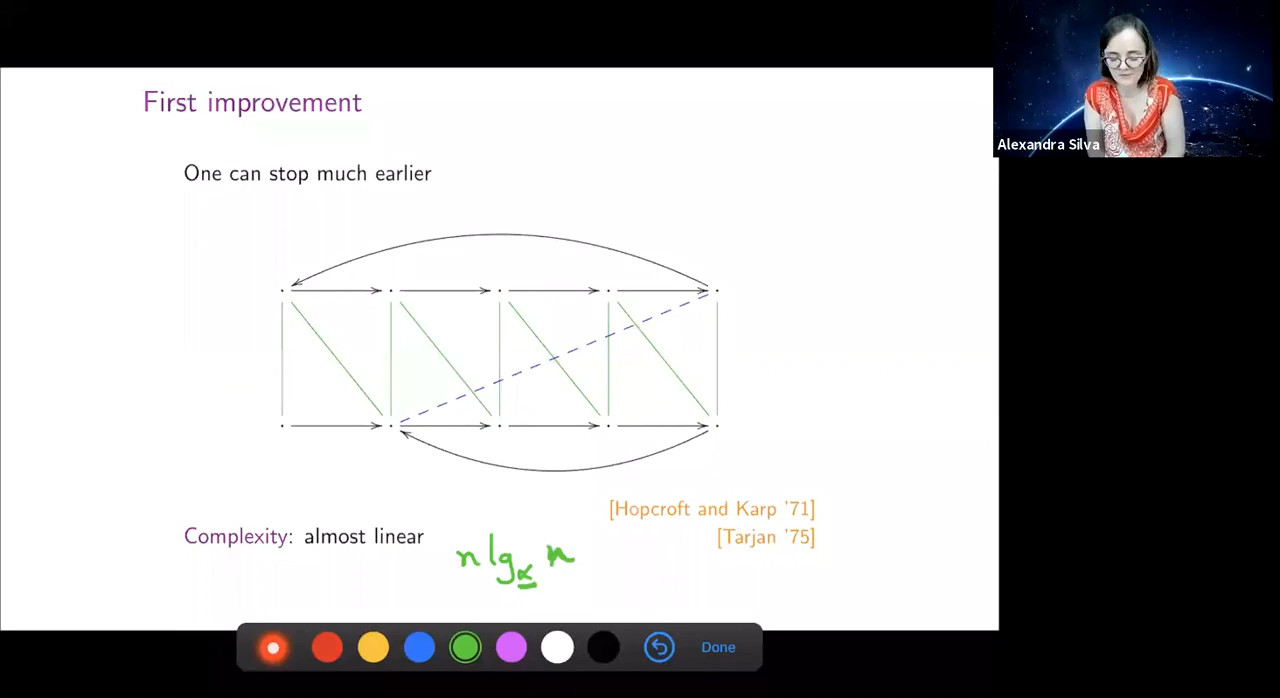 First improvement
Alexandra Silva
One can stop much earlier
[Hopcroft and Karp '71]
Complexity: almost linear
[Tarjan '75]
n lg α n
Done